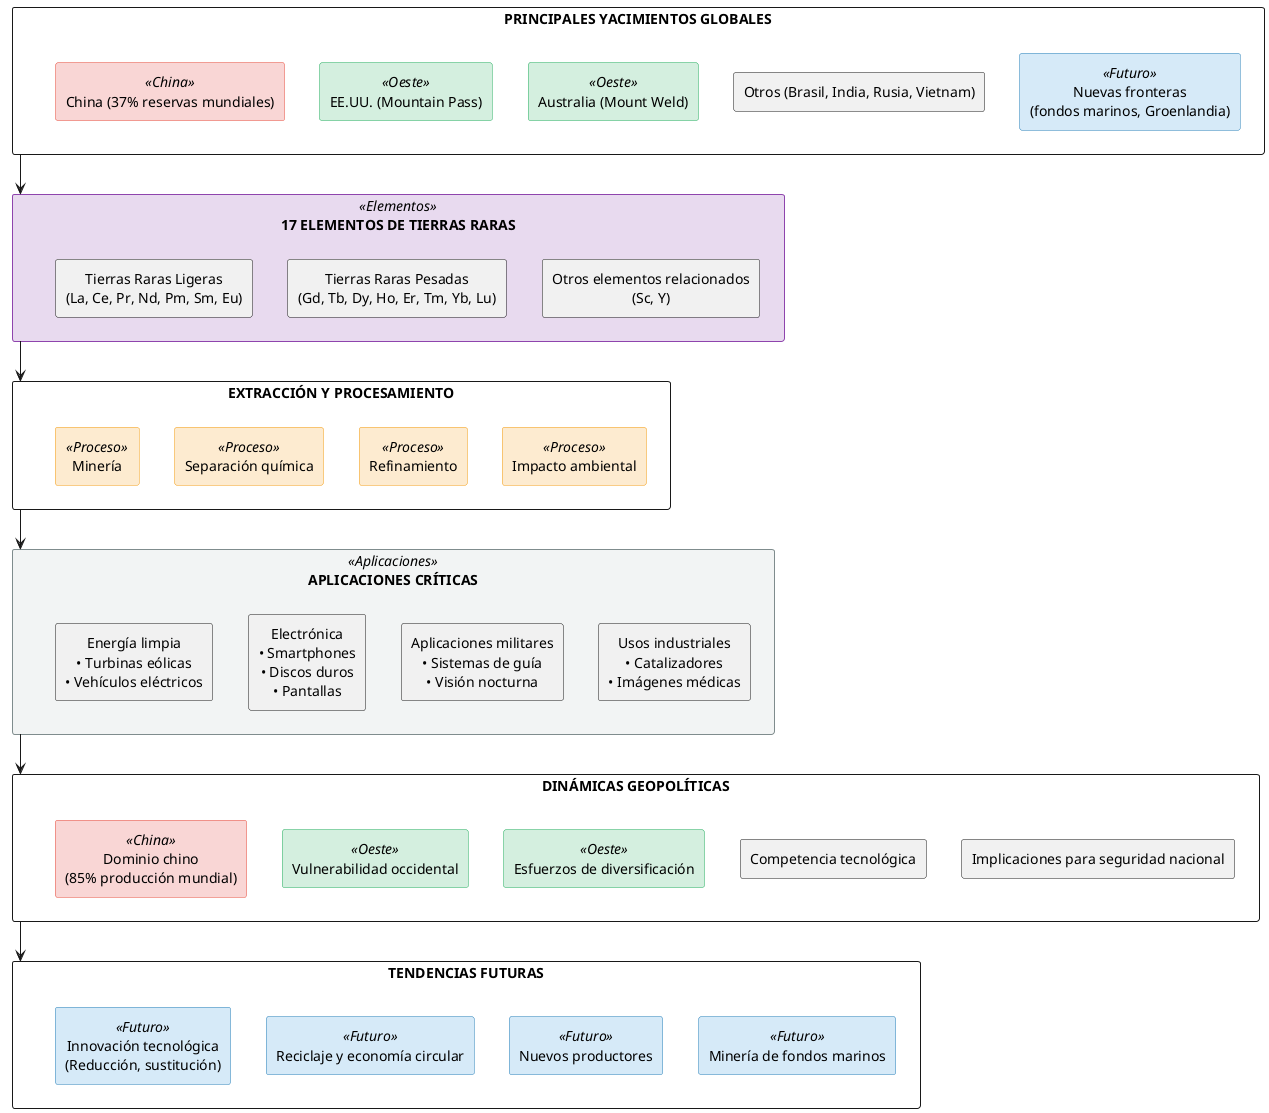 PRINCIPALES YACIMIENTOS GLOBALES
«China»
China (37% reservas mundiales)
«Oeste»
EE.UU. (Mountain Pass)
«Oeste»
Australia (Mount Weld)
Otros (Brasil, India, Rusia, Vietnam)
«Futuro»
Nuevas fronteras
(fondos marinos, Groenlandia)
«Elementos»
17 ELEMENTOS DE TIERRAS RARAS
Tierras Raras Ligeras
(La, Ce, Pr, Nd, Pm, Sm, Eu)
Tierras Raras Pesadas
(Gd, Tb, Dy, Ho, Er, Tm, Yb, Lu)
Otros elementos relacionados
(Sc, Y)
EXTRACCIÓN Y PROCESAMIENTO
«Proceso»
Minería
«Proceso»
Separación química
«Proceso»
Refinamiento
«Proceso»
Impacto ambiental
«Aplicaciones»
APLICACIONES CRÍTICAS
Energía limpia
• Turbinas eólicas
• Vehículos eléctricos
Electrónica
• Smartphones
• Discos duros
• Pantallas
Aplicaciones militares
• Sistemas de guía
• Visión nocturna
Usos industriales
• Catalizadores
• Imágenes médicas
DINÁMICAS GEOPOLÍTICAS
«China»
Dominio chino
(85% producción mundial)
«Oeste»
Vulnerabilidad occidental
«Oeste»
Esfuerzos de diversificación
Competencia tecnológica
Implicaciones para seguridad nacional
TENDENCIAS FUTURAS
«Futuro»
Innovación tecnológica
(Reducción, sustitución)
«Futuro»
Reciclaje y economía circular
«Futuro»
Nuevos productores
«Futuro»
Minería de fondos marinos